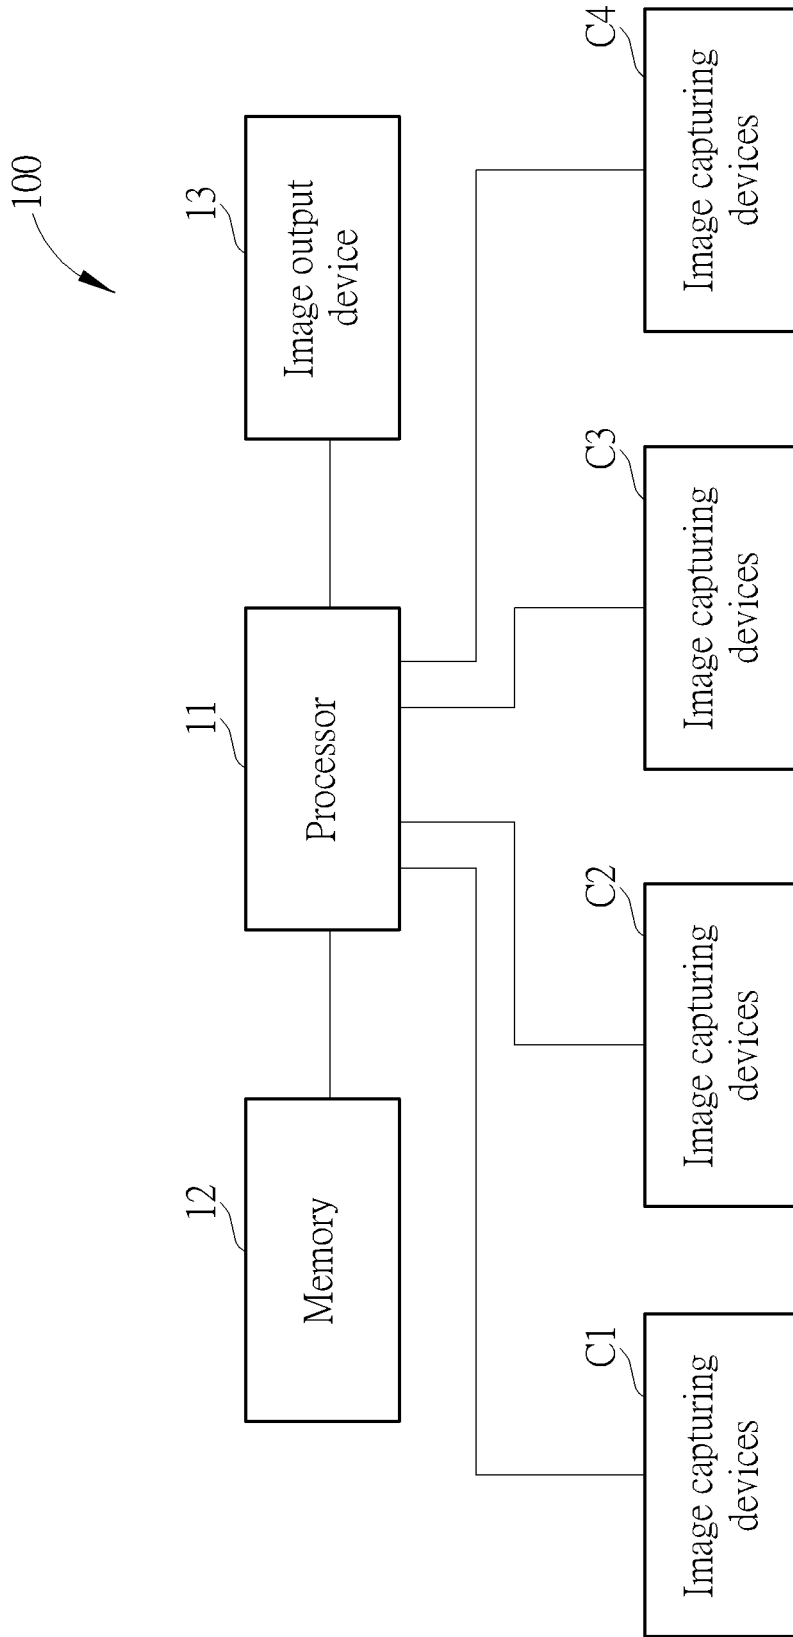 100
12
Memory
11
Processor
13
Image output
device
C1
Image capturing
devices
C2
Image capturing
devices
C3
Image capturing
devices
C4
Image capturing
devices